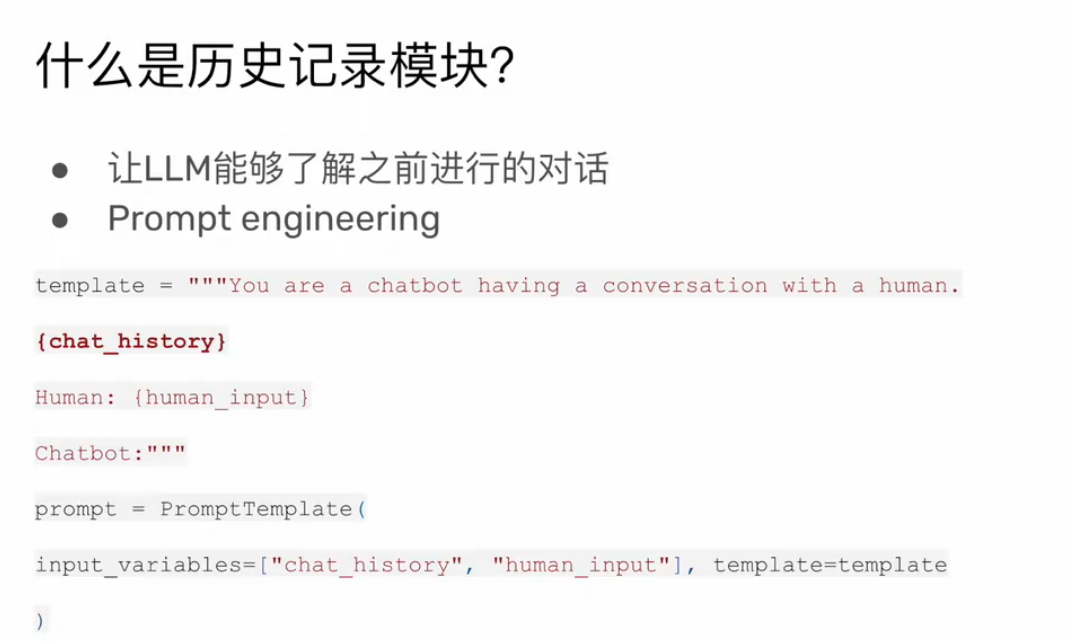 什么是历史记录模块?
● 让LLM能够了解之前进行的对话
● Prompt engineering
template = """You are a chatbot having a conversation with a human.
{chat_history}
Human: {human_input}
Chatbot:"""
prompt = PromptTemplate(
input_variables=["chat_history", "human_input"], template=template
)